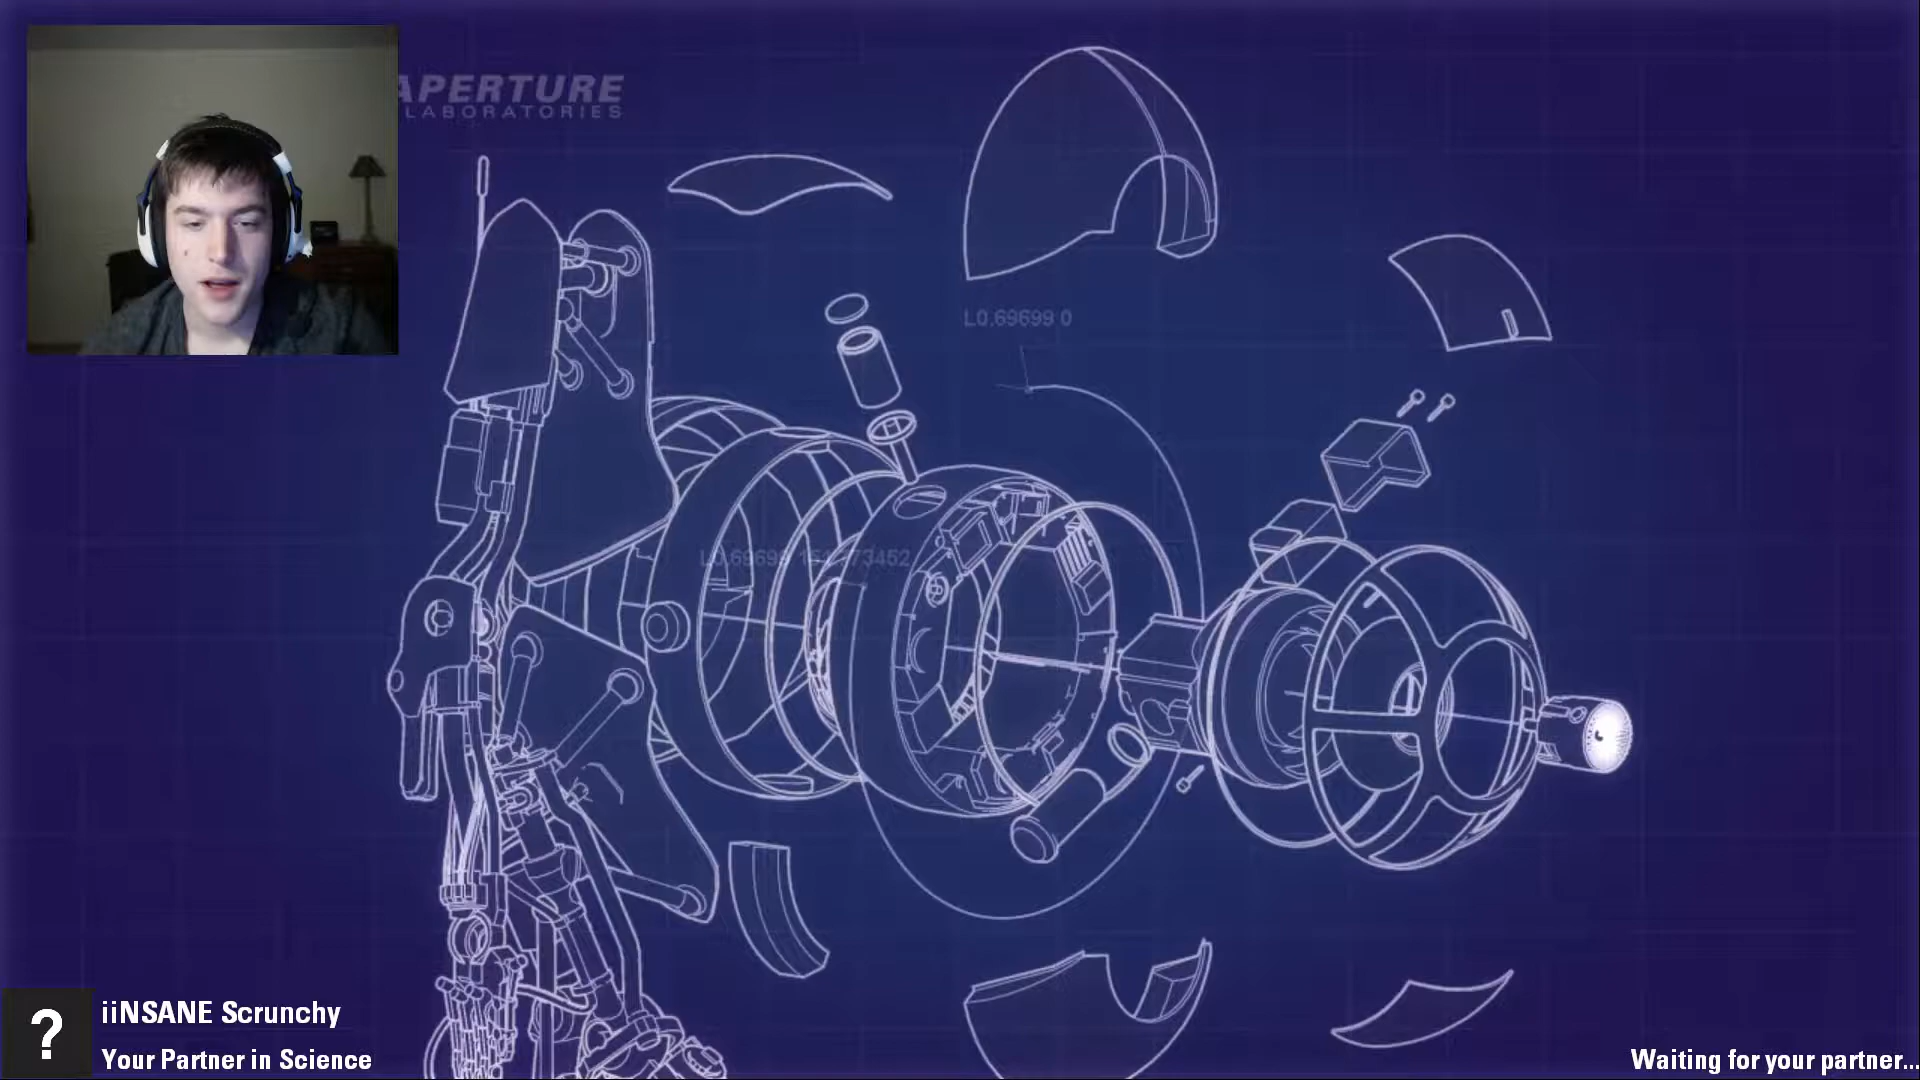 APERTURE
LABORATORIES
L0.69699 0
?
iiNSANE Scrunchy
Your Partner in Science
Waiting for your partner...